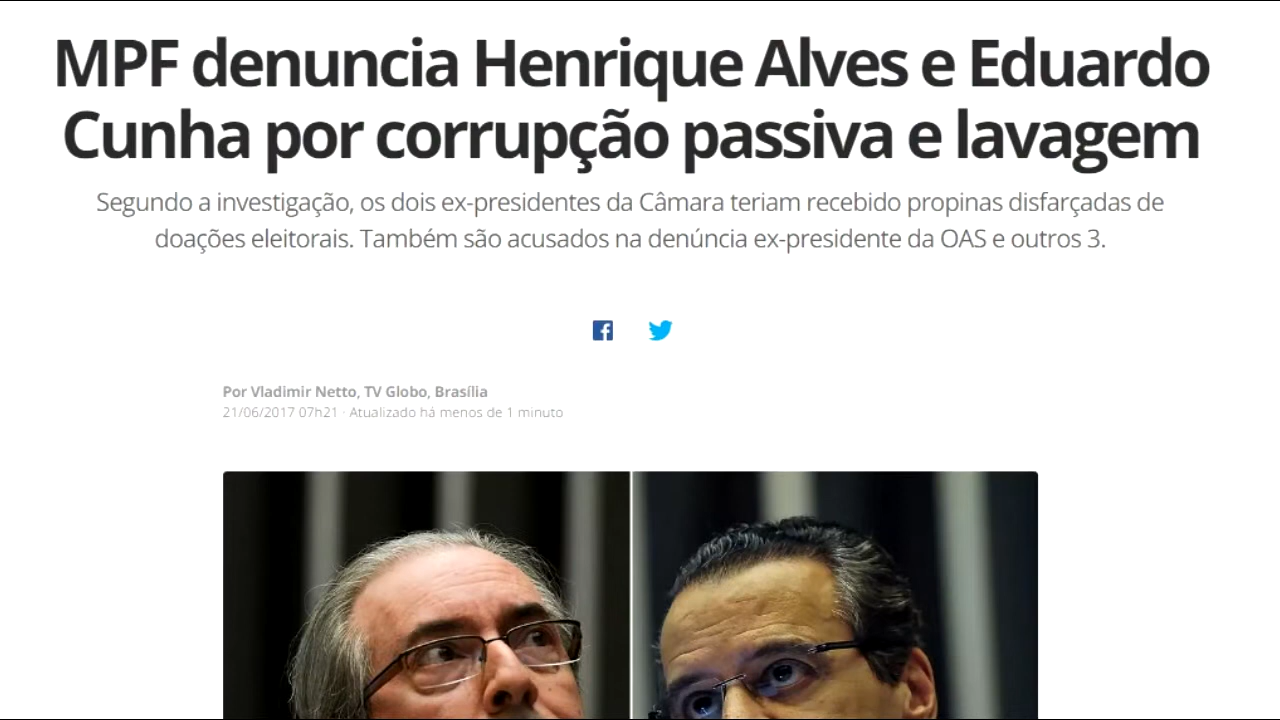 MPF denuncia Henrique Alves e Eduardo
Cunha por corrupção passiva e lavagem
Segundo a investigação, os dois ex-presidentes da Câmara teriam recebido propinas disfarçadas de
doações eleitorais. Também são acusados na denúncia ex-presidente da OAS e outros 3.
Por Vladimir Netto, TV Globo, Brasília
21/06/2017 07h21 · Atualizado há menos de 1 minuto